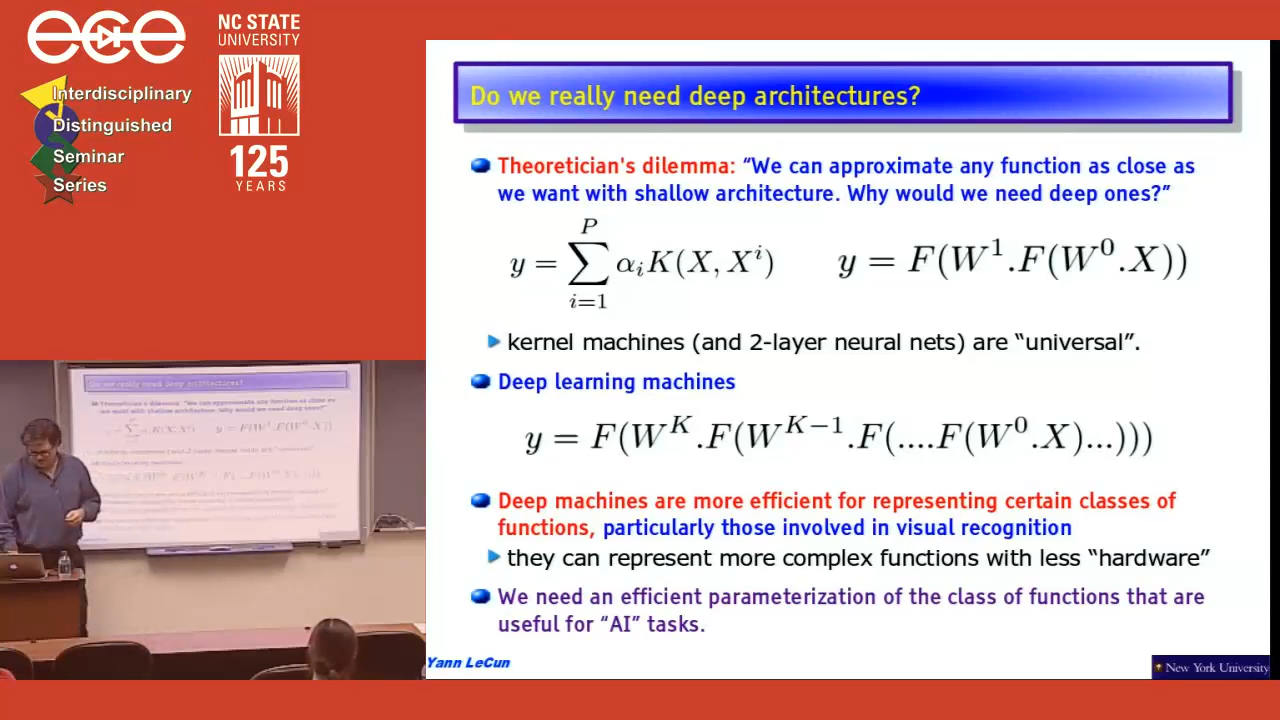 ece
NC STATE
UNIVERSITY
125
YEARS
Interdisciplinary
Distinguished
Seminar
Series
Do we really need deep architectures?
Theoretician's dilemma: “We can approximate any function as close as
we want with shallow architecture. Why would we need deep ones?”
y = \sum_{i=1}^{P} α_i K(X, X^i)
y = F(W^1.F(W^0.X))
kernel machines (and 2-layer neural nets) are “universal”.
Deep learning machines
y = F(W^K.F(W^{K-1}.F(....F(W^0.X)...)))
Deep machines are more efficient for representing certain classes of
functions, particularly those involved in visual recognition
they can represent more complex functions with less “hardware”
We need an efficient parameterization of the class of functions that are
useful for “AI” tasks.
Yann LeCun
New York University
Do we really need deep architectures?